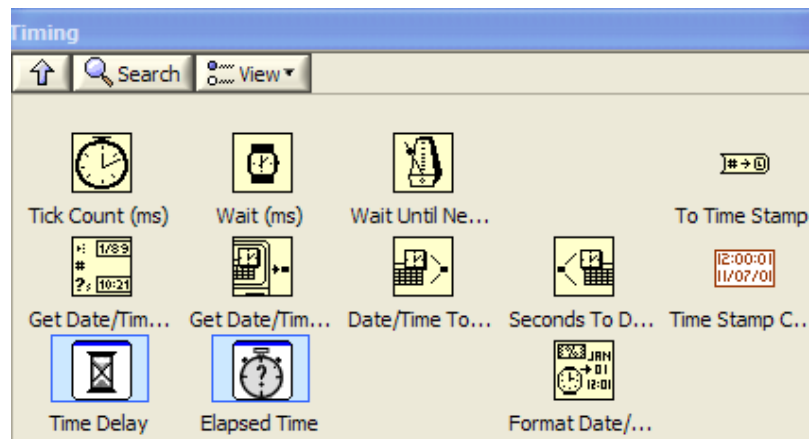 Timing
Search View
Tick Count (ms) Wait (ms) Wait Until Ne... To Time Stamp
1/89
#
?: 10:21
12:00:01
11/07/01
Get Date/Tim... Get Date/Tim... Date/Time To... Seconds To D... Time Stamp C...
?
JAN
01
12:01
Time Delay Elapsed Time Format Date/...